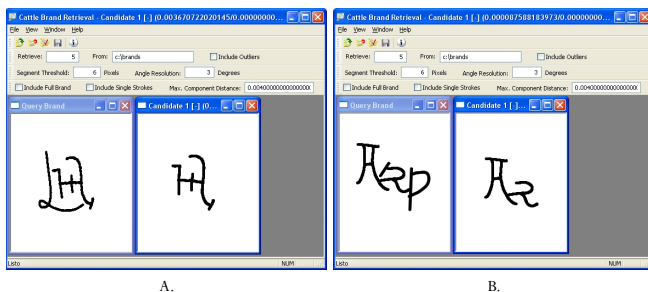 Cattle Brand Retrieval - Candidate 1 [-] (0.003670722020145/0.00000000...
File View Window Help
Retrieve: 5 From: c:\brands Include Outliers
Segment Threshold: 6 Pixels Angle Resolution: 3 Degrees
Include Full Brand Include Single Strokes Max. Component Distance: 0.00400000000000000(
Query Brand
Candidate 1 [-] (0...
Listo NUM
A.
Cattle Brand Retrieval - Candidate 1 [-] (0.000087588183973/0.00000000...
File View Window Help
Retrieve: 5 From: c:\brands Include Outliers
Segment Threshold: 6 Pixels Angle Resolution: 3 Degrees
Include Full Brand Include Single Strokes Max. Component Distance: 0.00400000000000000(
Query Brand
Candidate 1 [-]...
Listo NUM
B.